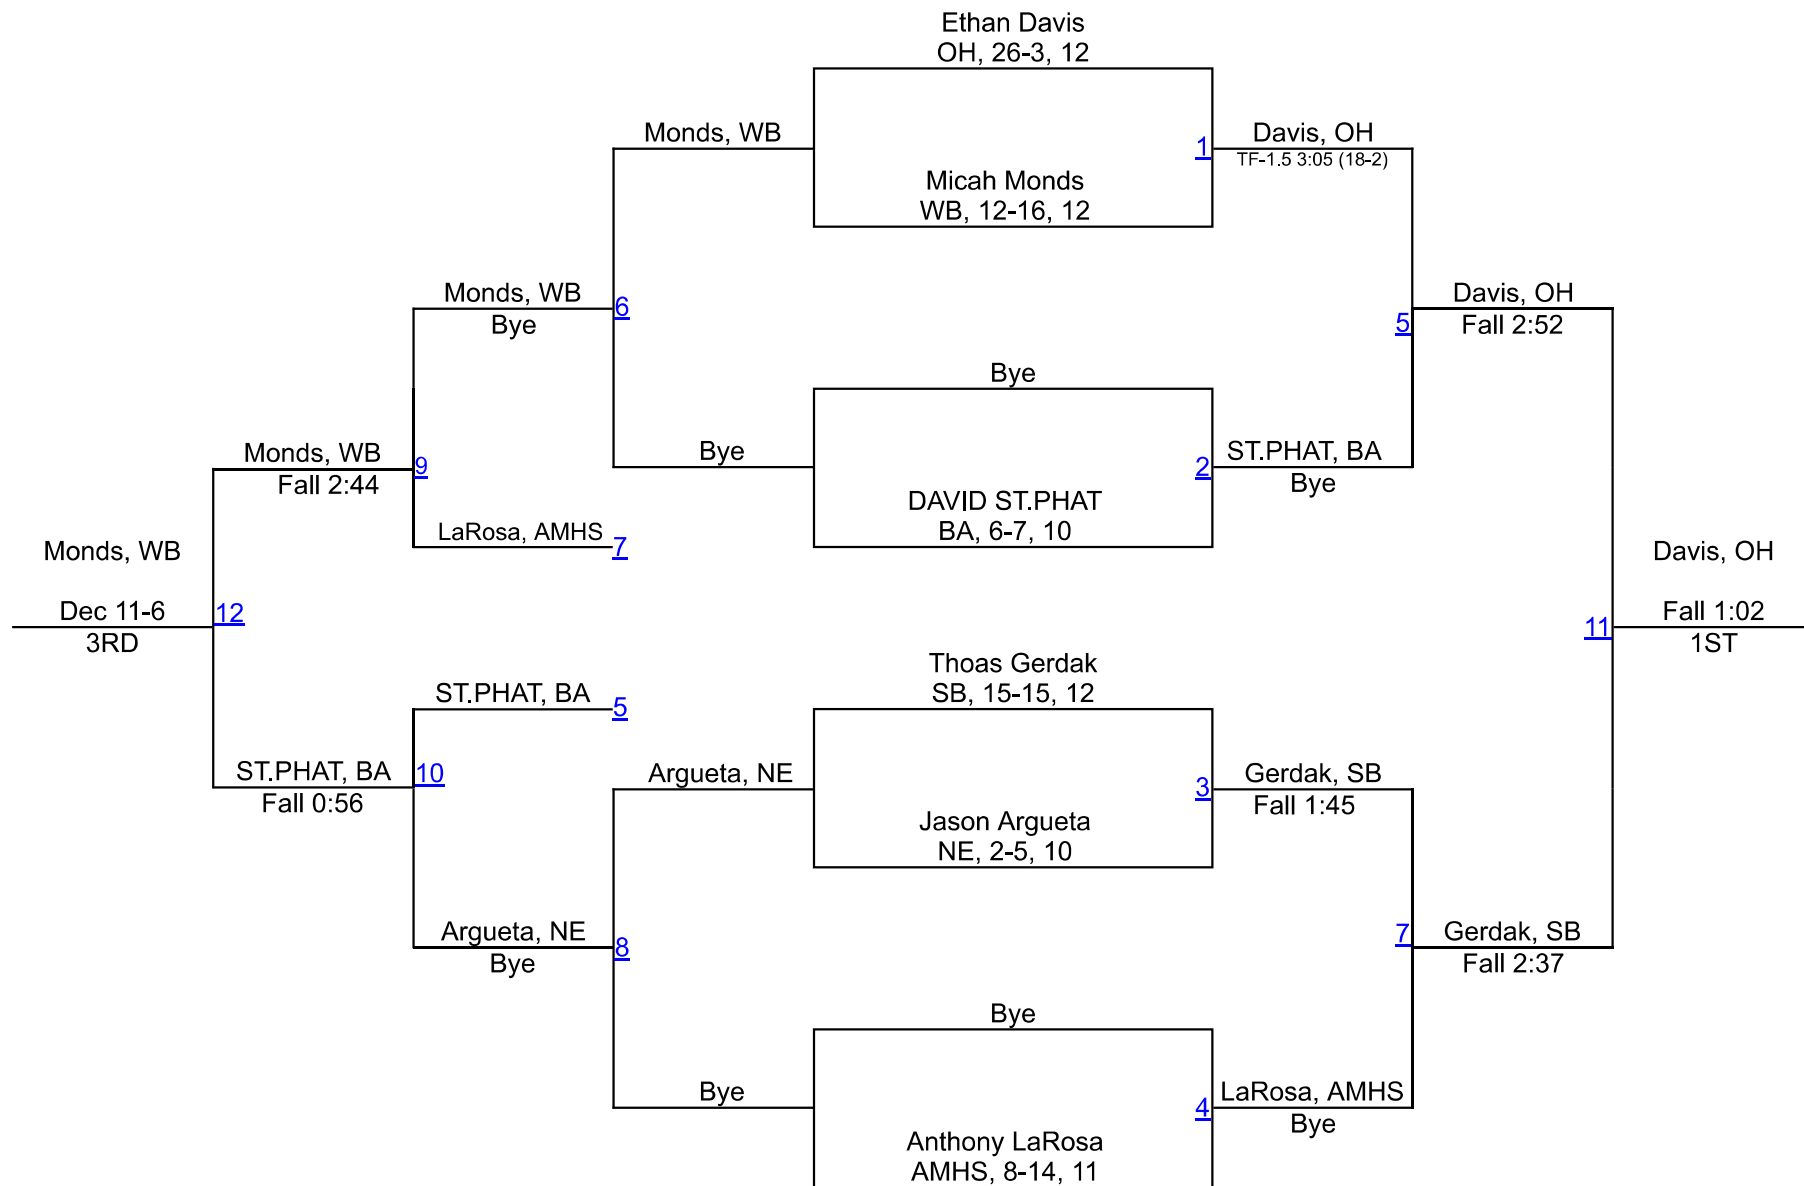 Ethan Davis
OH, 26-3, 12
Monds, WB
1
Davis, OH
TF-1.5 3:05 (18-2)
Micah Monds
WB, 12-16, 12
Monds, WB
Bye
6
5
Davis, OH
Fall 2:52
Bye
Monds, WB
Fall 2:44
9
Bye
2
ST.PHAT, BA
Bye
DAVID ST.PHAT
BA, 6-7, 10
LaRosa, AMHS
7
Monds, WB
Dec 11-6
3RD
12
Davis, OH
Fall 1:02
1ST
11
Thoas Gerdak
SB, 15-15, 12
ST.PHAT, BA
5
ST.PHAT, BA
Fall 0:56
10
Argueta, NE
3
Gerdak, SB
Fall 1:45
Jason Argueta
NE, 2-5, 10
Argueta, NE
Bye
8
7
Gerdak, SB
Fall 2:37
Bye
Bye
4
LaRosa, AMHS
Bye
Anthony LaRosa
AMHS, 8-14, 11